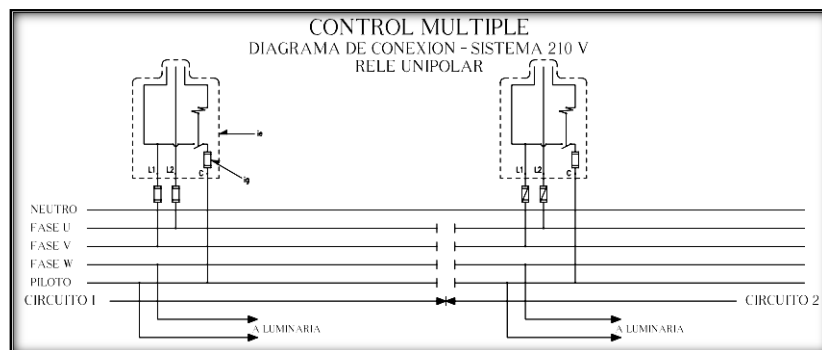 CONTROL MULTIPLE
DIAGRAMA DE CONEXION - SISTEMA 210 V
RELE UNIPOLAR
ie
L1 L2 C
ig
L1 L2 C
NEUTRO
FASE U
FASE V
FASE W
PILOTO
CIRCUITO 1
CIRCUITO 2
A LUMINARIA
A LUMINARIA